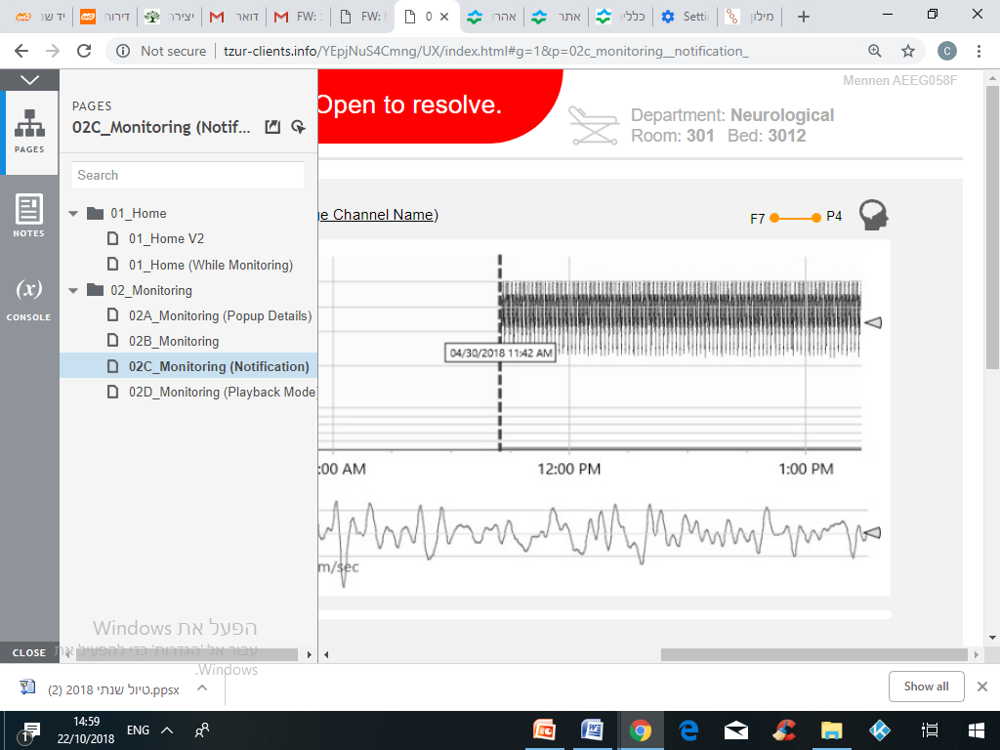 יד שנ
דירוה
יצירר
דואר
FW: :
FW: I
0
אהרו
אתר
כללי
Setti
מילון
Not secure
tzur-clients.info/YEpjNuS4Cmng/UX/index.html#g=1&p=02c_monitoring__notification_
C
PAGES
NOTES
(x)
CONSOLE
CLOSE
PAGES
02C_Monitoring (Notif...
Search
01_Home
01_Home V2
01_Home (While Monitoring)
02_Monitoring
02A_Monitoring (Popup Details)
02B_Monitoring
02C_Monitoring (Notification)
02D_Monitoring (Playback Mode
Open to resolve.
Mennen AEEG058F
Department: Neurological
Room: 301 Bed: 3012
ge Channel Name)
F7
P4
04/30/2018 11:42 AM
:00 AM
12:00 PM
1:00 PM
m/sec
הפעל את Windows
עבור אל 'הגדרות' כדי להפעיל את
Windows.
טיול שנתי 2018 (2).ppsx
Show all
1
14:59
22/10/2018
ENG